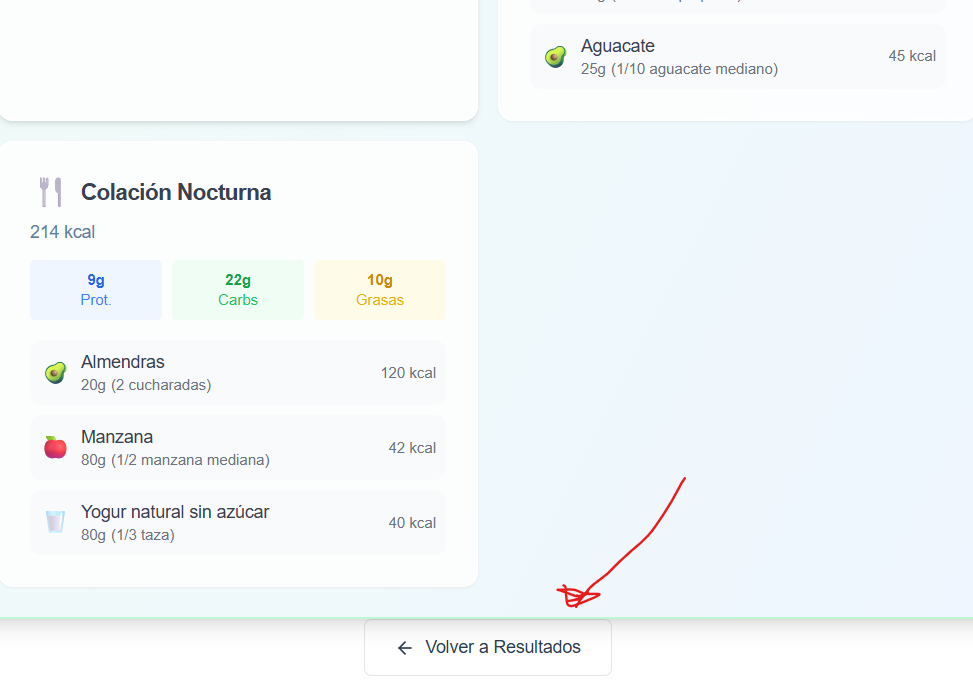 Aguacate
25g (1/10 aguacate mediano)
45 kcal
Colación Nocturna
214 kcal
9g
Prot.
22g
Carbs
10g
Grasas
Almendras
20g (2 cucharadas)
120 kcal
Manzana
80g (1/2 manzana mediana)
42 kcal
Yogur natural sin azúcar
80g (1/3 taza)
40 kcal
← Volver a Resultados